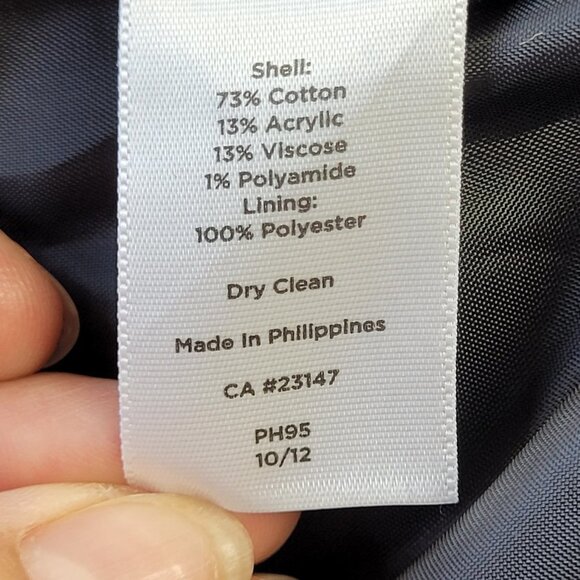 Shell:
73% Cotton
13% Acrylic
13% Viscose
1% Polyamide
Lining:
100% Polyester
Dry Clean
Made In Philippines
CA #23147
PH95
10/12